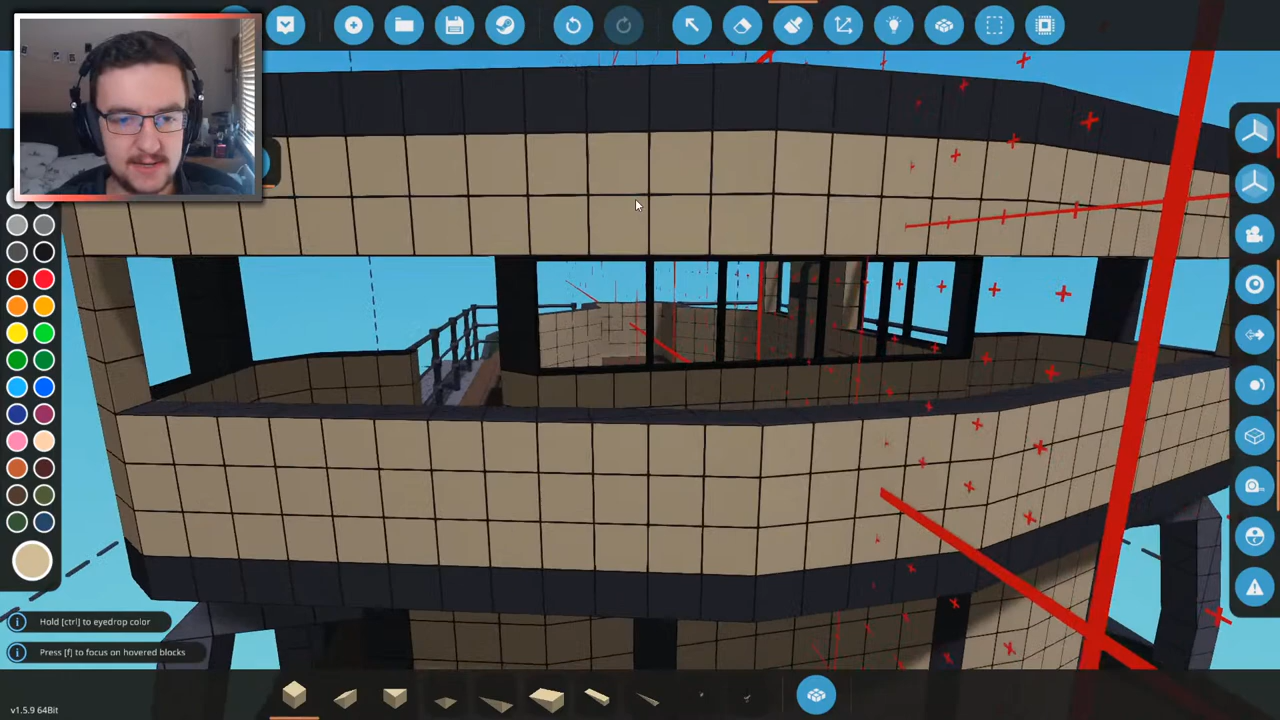 Hold [ctrl] to eyedrop color
Press [f] to focus on hovered blocks
v1.5.9 64Bit